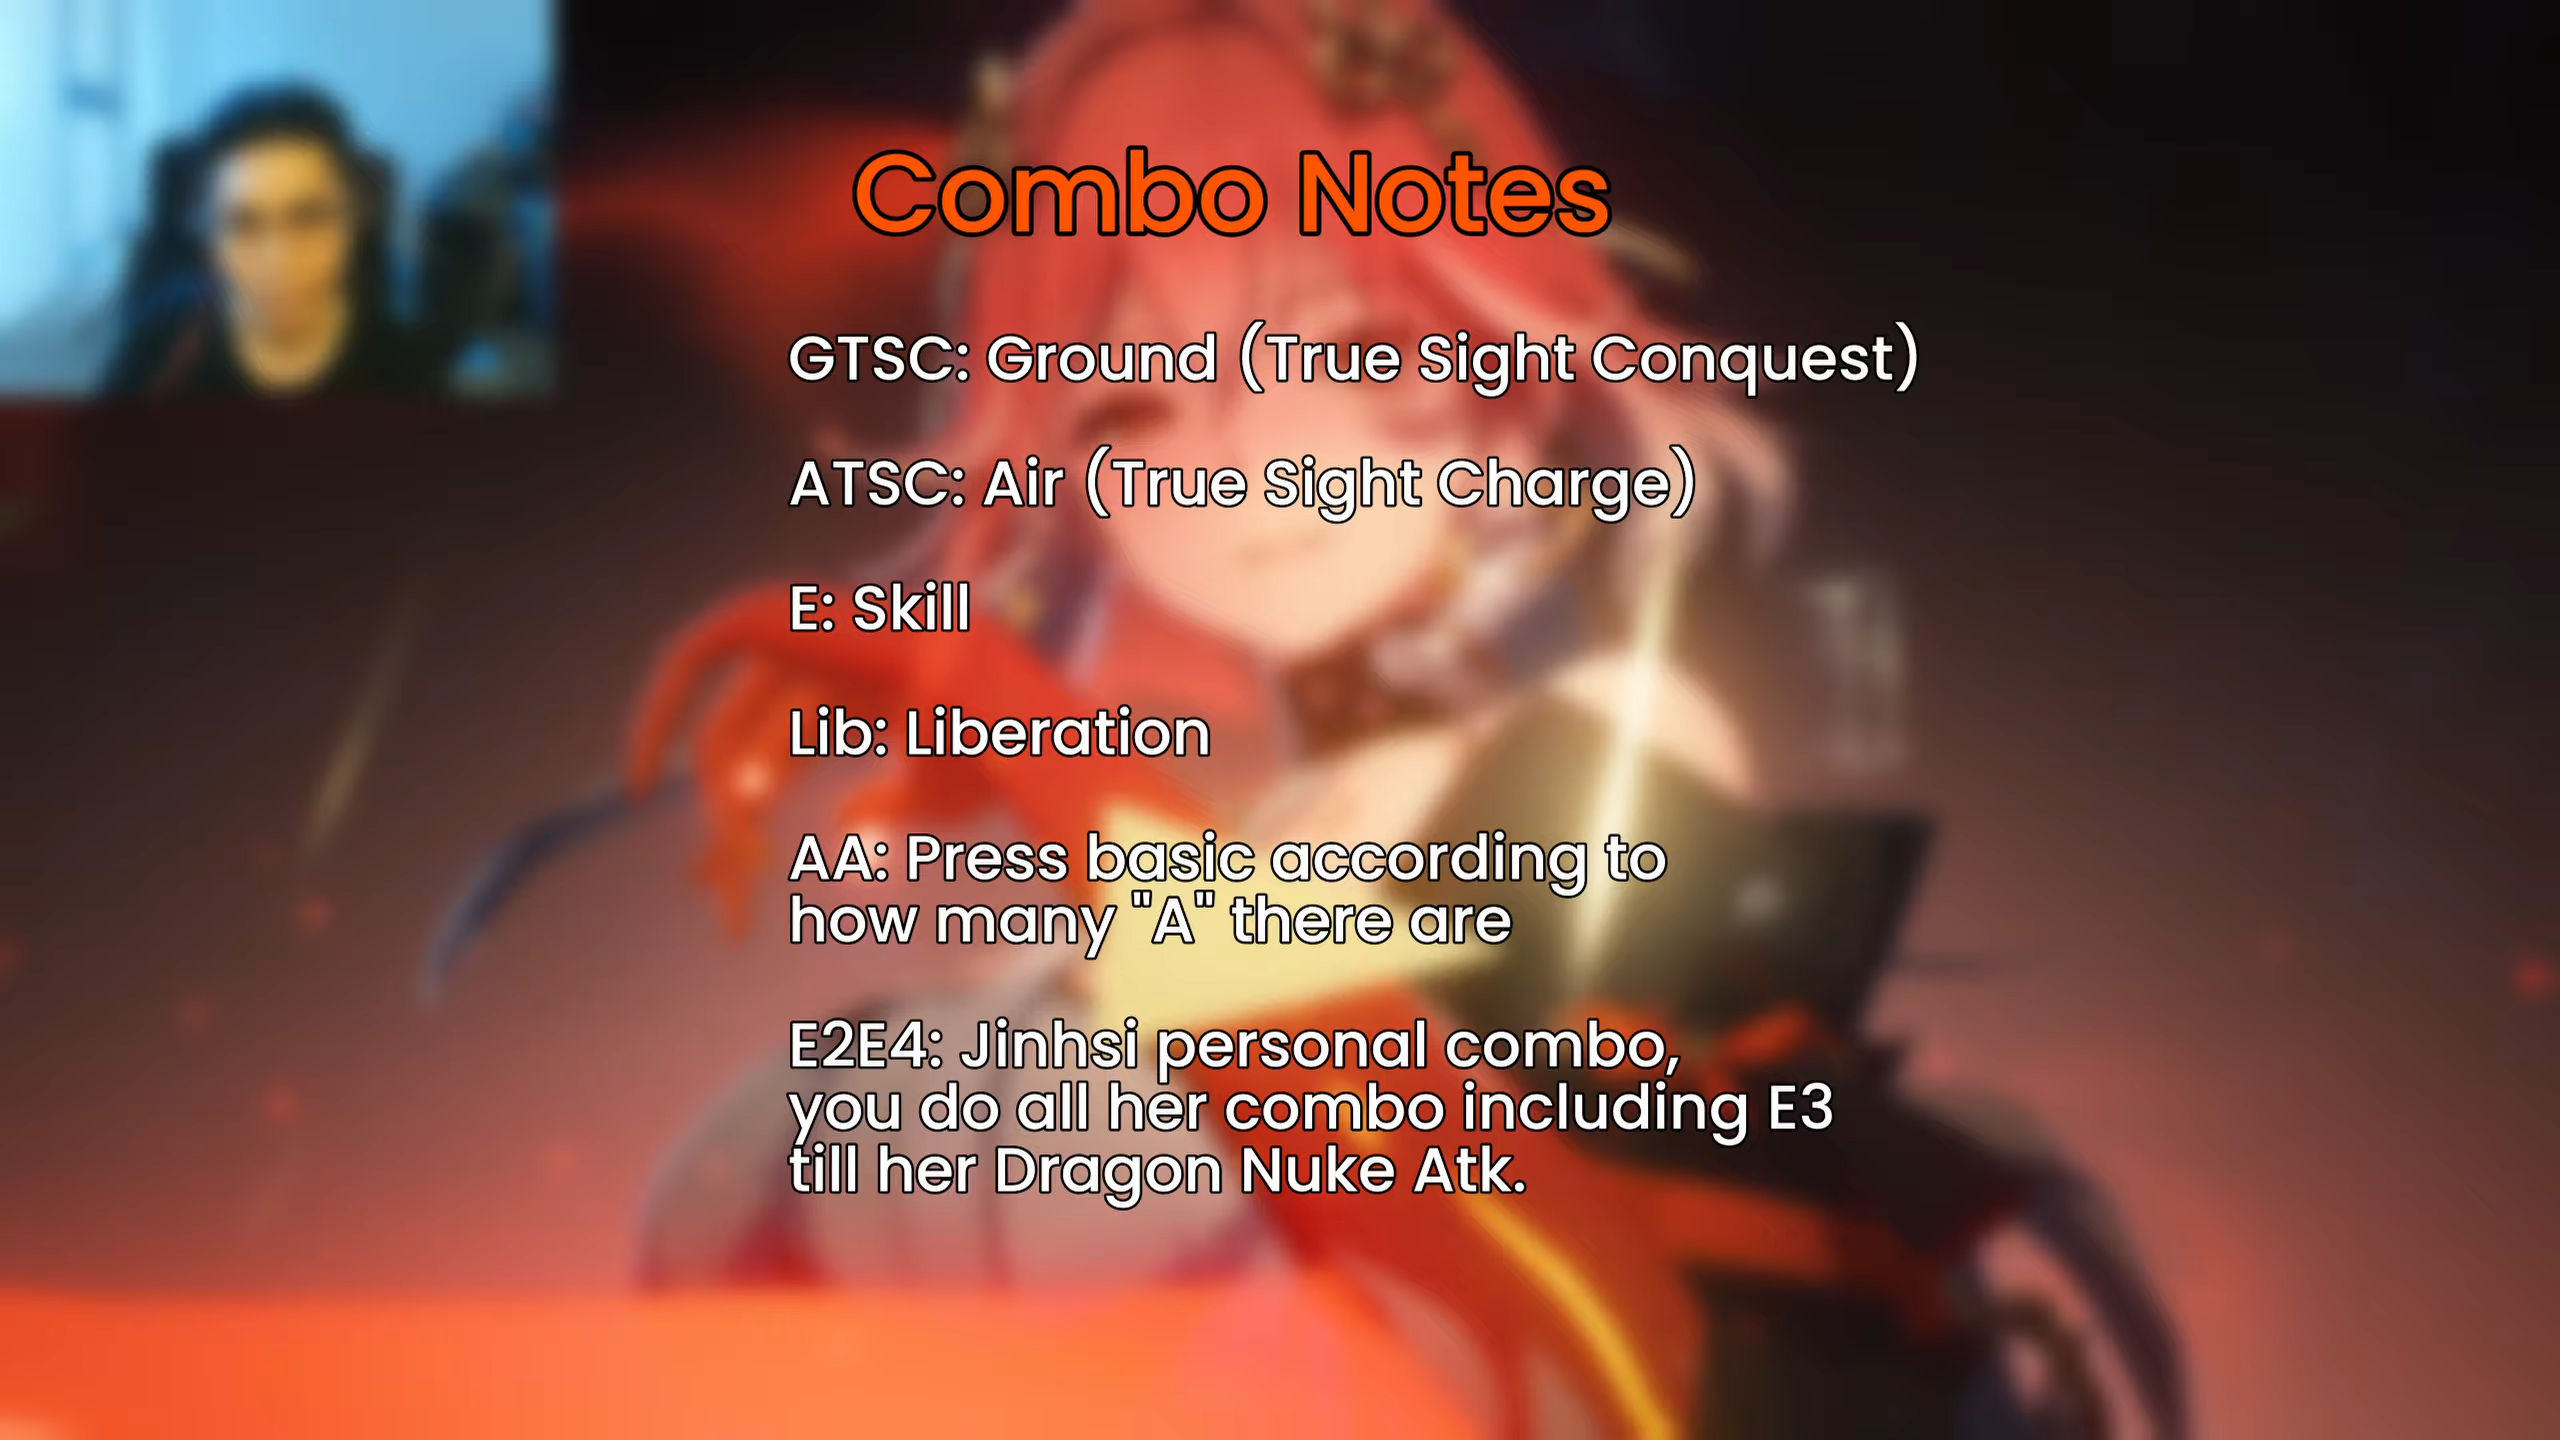 Combo Notes
GTSC: Ground (True Sight Conquest)
ATSC: Air (True Sight Charge)
E: Skill
Lib: Liberation
AA: Press basic according to
how many "A" there are
E2E4: Jinhsi personal combo,
you do all her combo including E3
till her Dragon Nuke Atk.